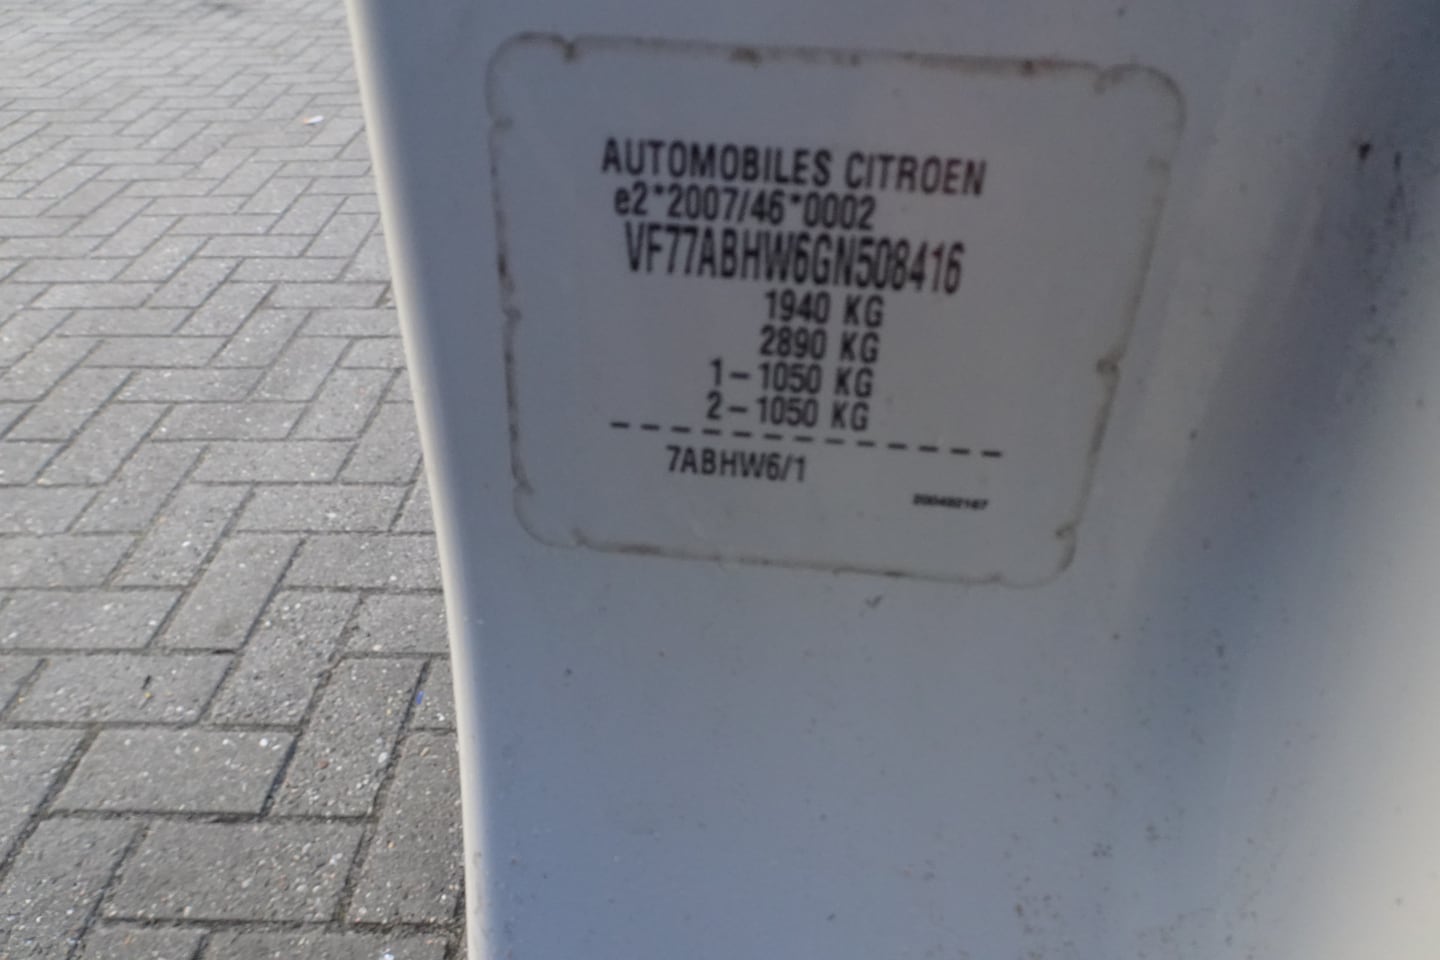 AUTOMOBILES CITROEN
e2*2007/46*0002
VF77ABHW6GN508416
1940 KG
2890 KG
1-1050 KG
2-1050 KG
7ABHW6/1